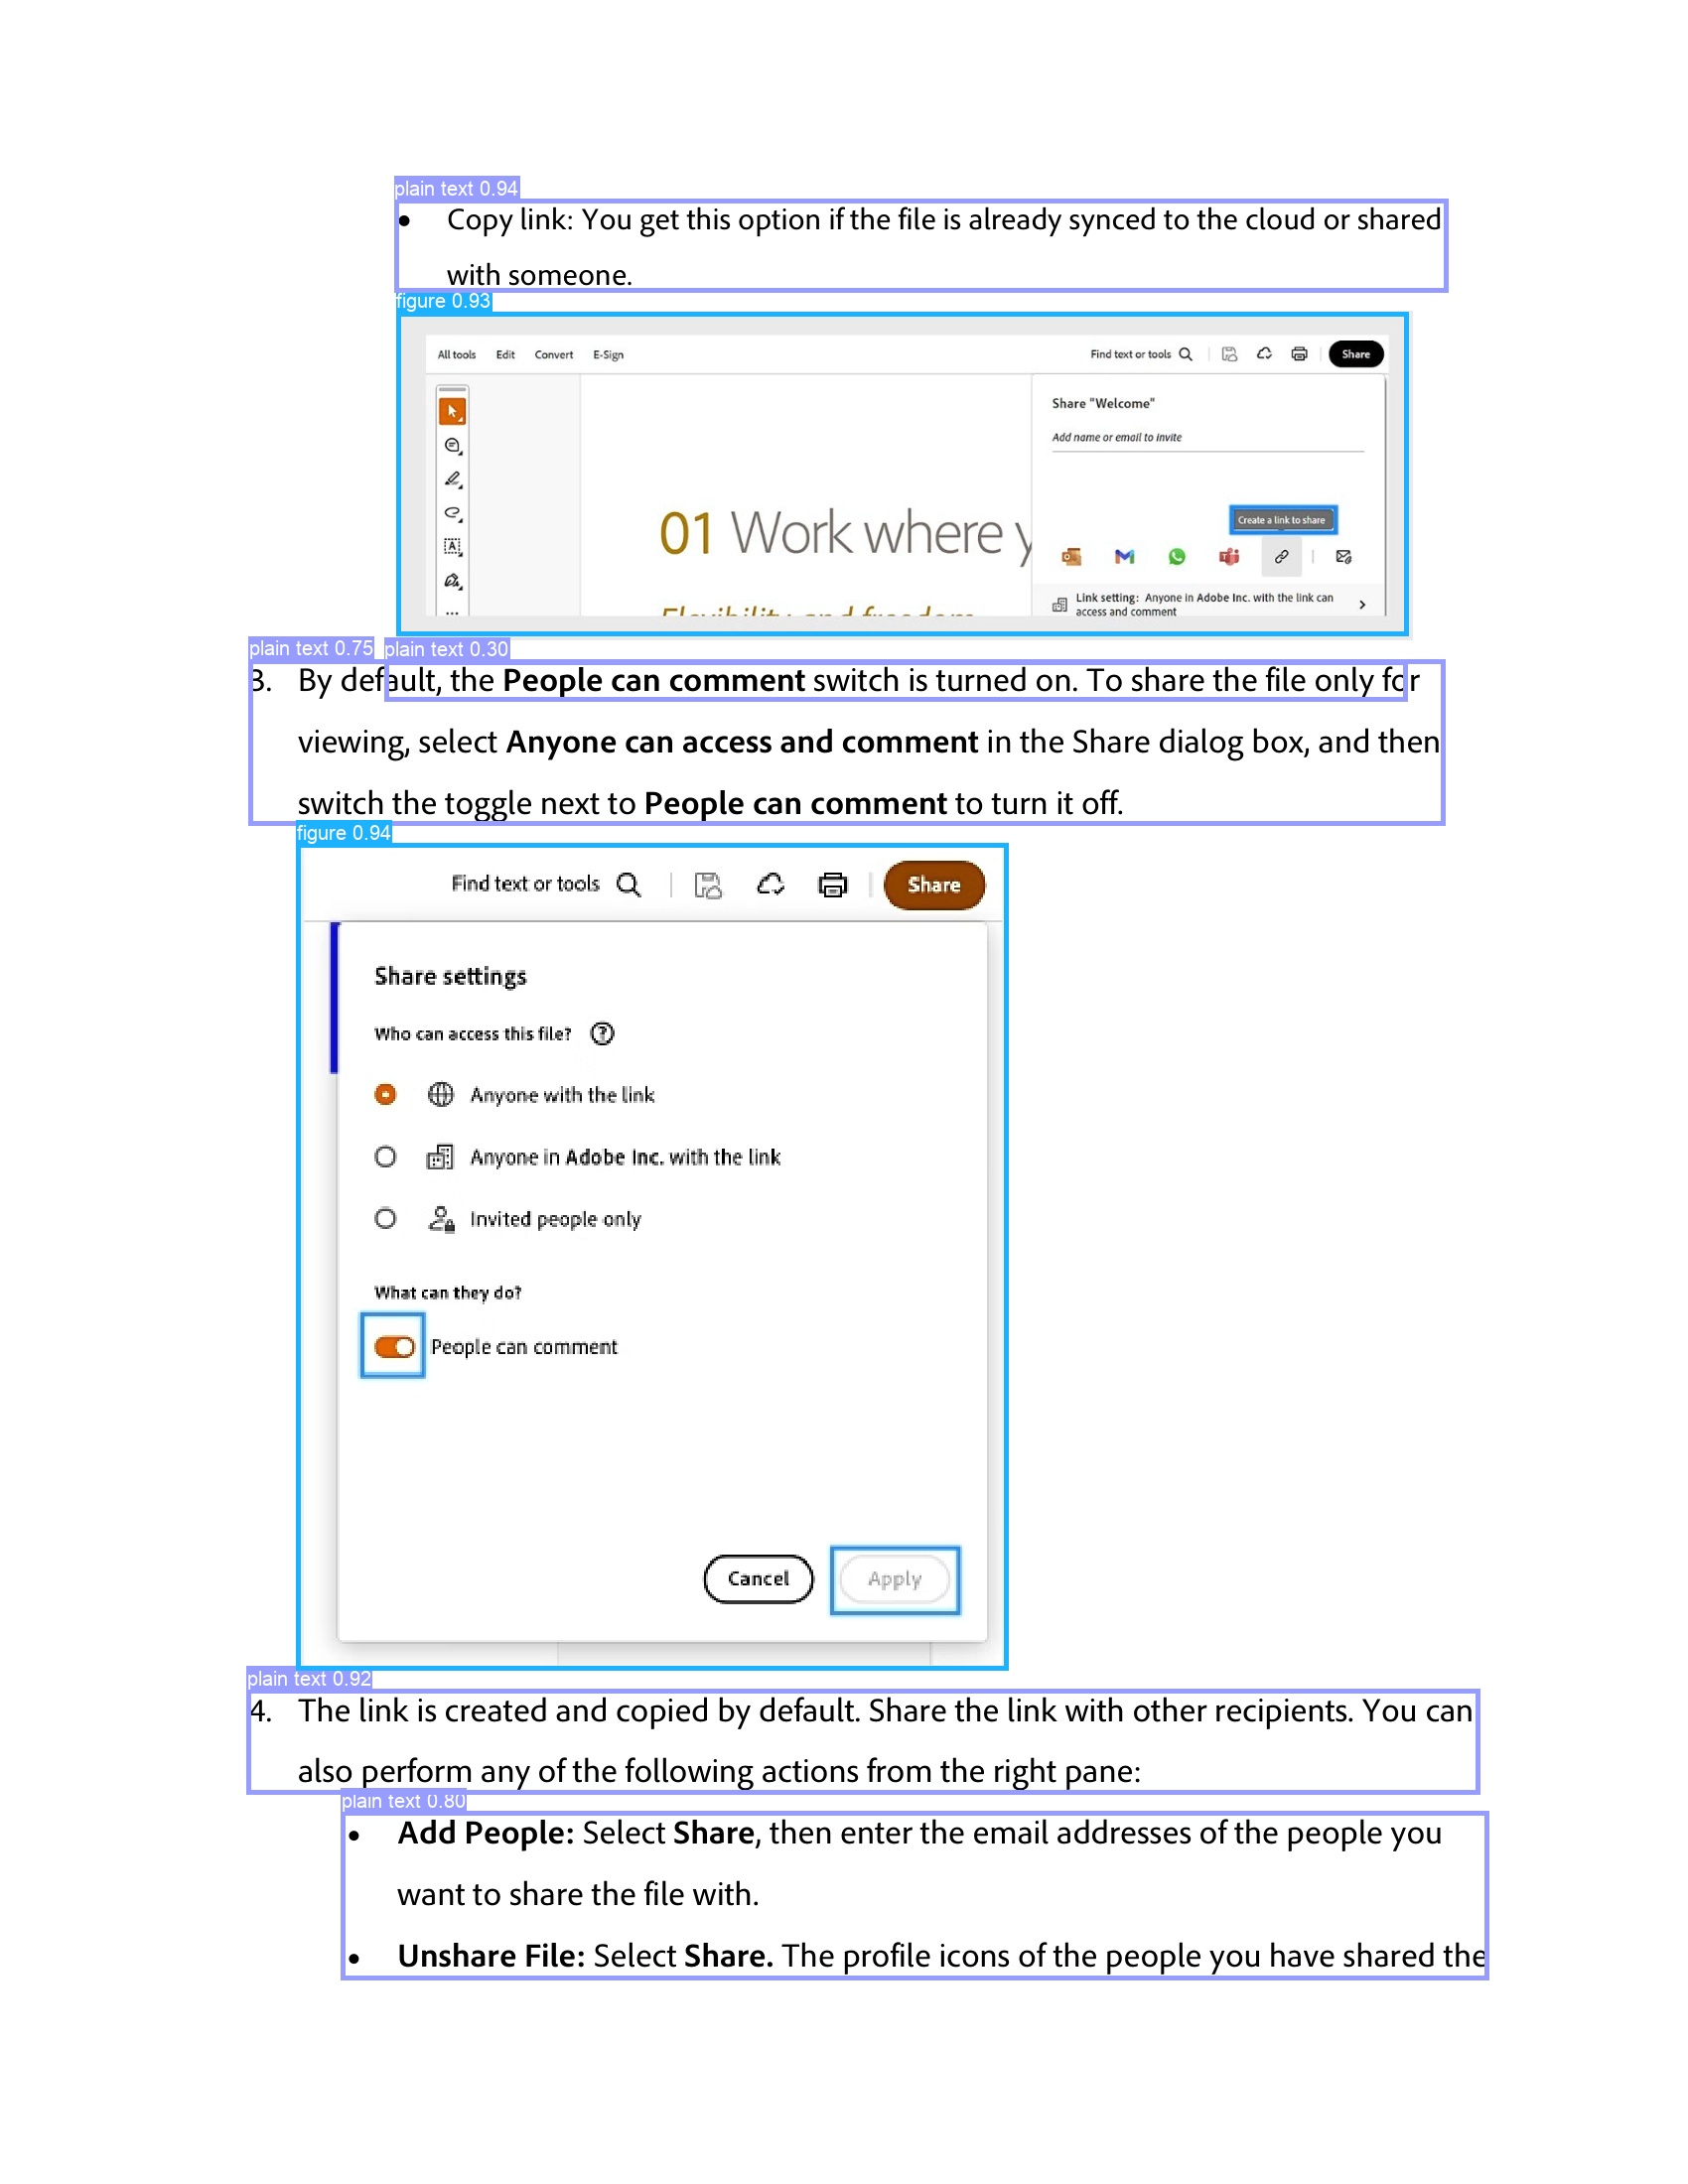 plain text 0.94
• Copy link: You get this option if the file is already synced to the cloud or shared
with someone.
figure 0.93
All tools Edit Convert E-Sign Find text or tools Share
Share "Welcome"
Add name or email to invite
Create a link to share
01 Work where y
Flexibility and freedom
Link setting: Anyone in Adobe Inc. with the link can
access and comment
plain text 0.75 plain text 0.30
3. By default, the People can comment switch is turned on. To share the file only for
viewing, select Anyone can access and comment in the Share dialog box, and then
switch the toggle next to People can comment to turn it off.
figure 0.94
Find text or tools Share
Share settings
Who can access this file?
Anyone with the link
Anyone in Adobe Inc. with the link
Invited people only
What can they do?
People can comment
Cancel Apply
plain text 0.92
4. The link is created and copied by default. Share the link with other recipients. You can
also perform any of the following actions from the right pane:
plain text 0.80
• Add People: Select Share, then enter the email addresses of the people you
want to share the file with.
• Unshare File: Select Share. The profile icons of the people you have shared the